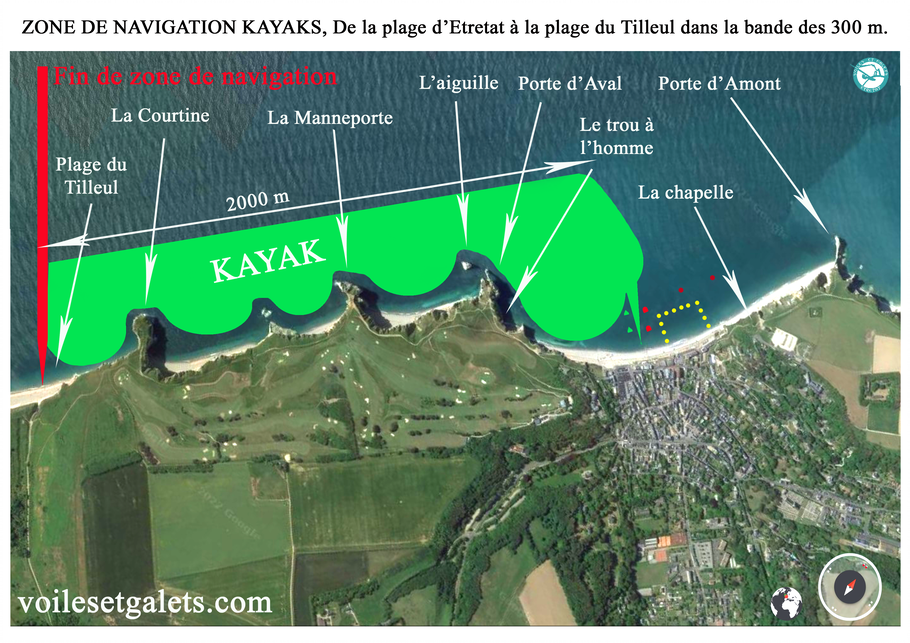 ZONE DE NAVIGATION KAYAKS, De la plage d'Etretat à la plage du Tilleul dans la bande des 300 m.
Fin de zone de navigation
L'aiguille
Porte d'Aval
Porte d'Amont
La Courtine
La Manneporte
Le trou à
l'homme
Plage du
Tilleul
La chapelle
2000 m
KAYAK
voilesetgalets.com